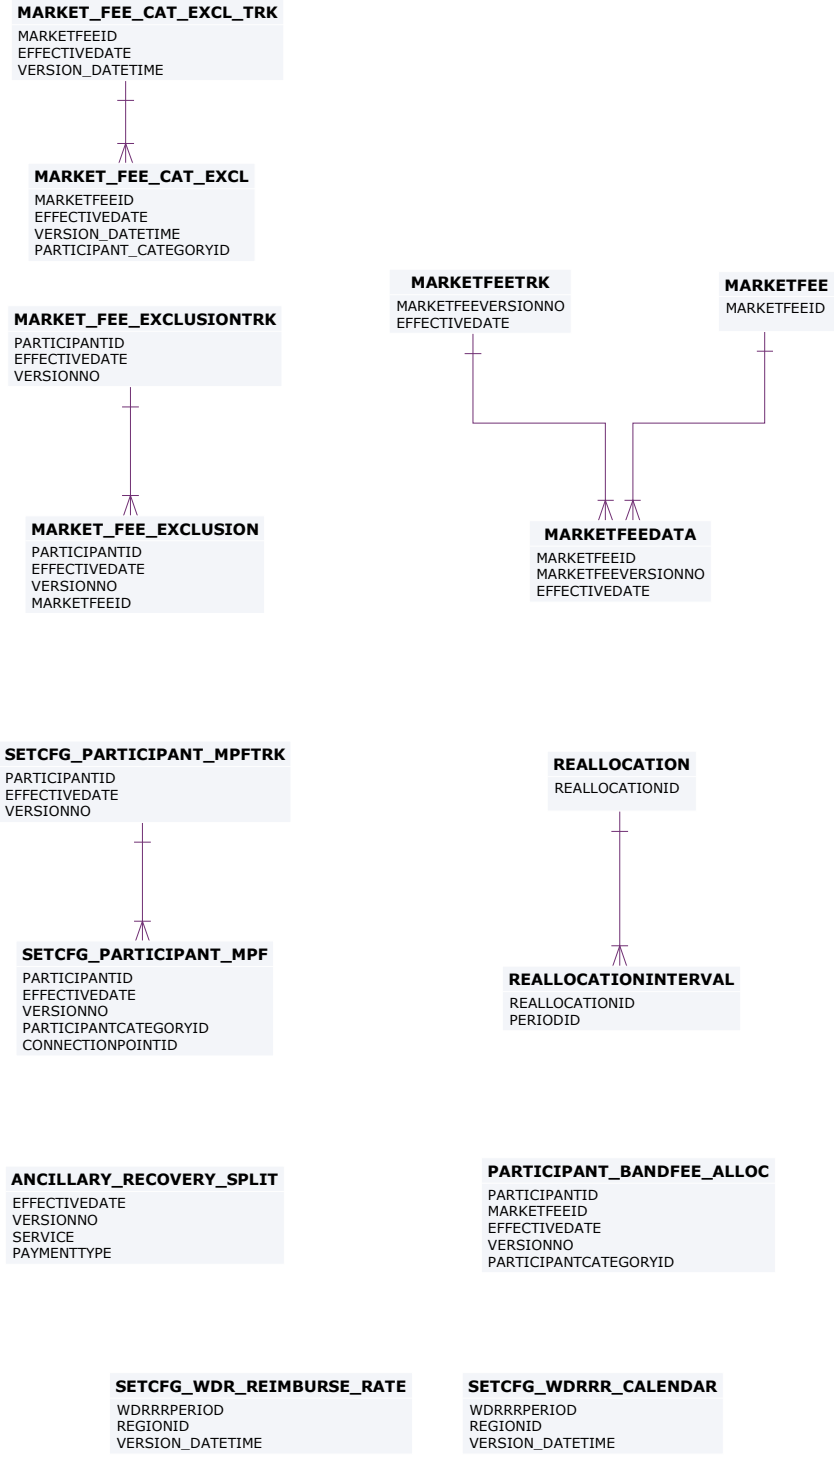 MARKET_FEE_CAT_EXCL_TRK
MARKETFEEID
EFFECTIVEDATE
VERSION_DATETIME
MARKET_FEE_CAT_EXCL
MARKETFEEID
EFFECTIVEDATE
VERSION_DATETIME
PARTICIPANT_CATEGORYID
MARKETFEETRK
MARKETFEEVERSIONNO
EFFECTIVEDATE
MARKETFEE
MARKETFEEID
MARKET_FEE_EXCLUSIONTRK
PARTICIPANTID
EFFECTIVEDATE
VERSIONNO
MARKET_FEE_EXCLUSION
PARTICIPANTID
EFFECTIVEDATE
VERSIONNO
MARKETFEEID
MARKETFEEDATA
MARKETFEEID
MARKETFEEVERSIONNO
EFFECTIVEDATE
SETCFG_PARTICIPANT_MPFTRK
PARTICIPANTID
EFFECTIVEDATE
VERSIONNO
REALLOCATION
REALLOCATIONID
SETCFG_PARTICIPANT_MPF
PARTICIPANTID
EFFECTIVEDATE
VERSIONNO
PARTICIPANTCATEGORYID
CONNECTIONPOINTID
REALLOCATIONINTERVAL
REALLOCATIONID
PERIODID
ANCILLARY_RECOVERY_SPLIT
EFFECTIVEDATE
VERSIONNO
SERVICE
PAYMENTTYPE
PARTICIPANT_BANDFEE_ALLOC
PARTICIPANTID
MARKETFEEID
EFFECTIVEDATE
VERSIONNO
PARTICIPANTCATEGORYID
SETCFG_WDR_REIMBURSE_RATE
WDRRRPERIOD
REGIONID
VERSION_DATETIME
SETCFG_WDRRR_CALENDAR
WDRRRPERIOD
REGIONID
VERSION_DATETIME